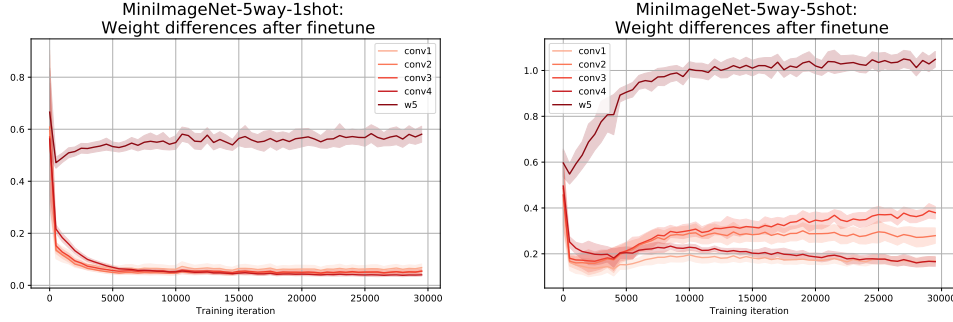 MiniImageNet-5way-1shot:
Weight differences after finetune
0.8
0.6
0.4
0.2
0.0
conv1
conv2
conv3
conv4
w5
0 5000 10000 15000 20000 25000 30000
Training iteration
MiniImageNet-5way-5shot:
Weight differences after finetune
1.0
0.8
0.6
0.4
0.2
conv1
conv2
conv3
conv4
w5
0 5000 10000 15000 20000 25000 30000
Training iteration